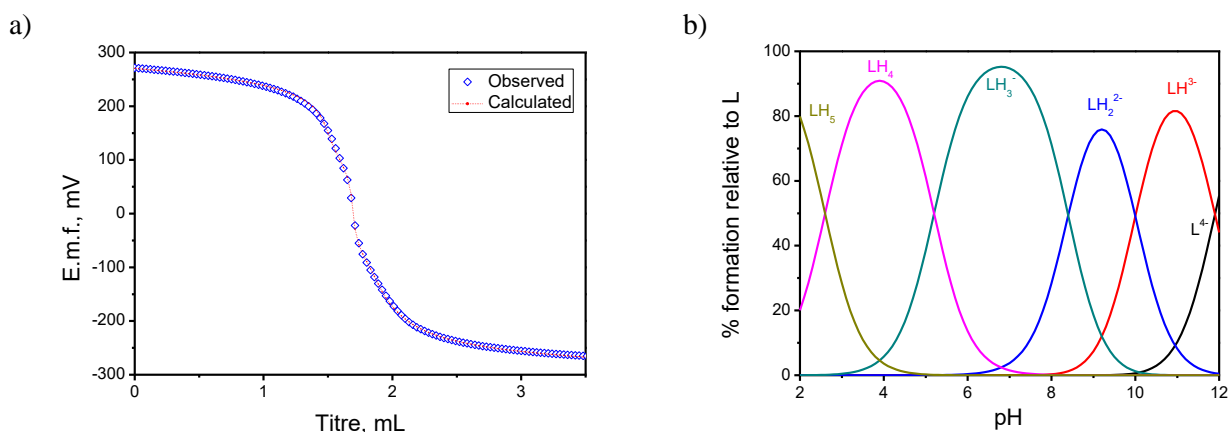 a)
300
200
100
0
-100
-200
-300
E.m.f., mV
Observed
Calculated
0
1
2
3
Titre, mL
b)
100
80
60
40
20
0
% formation relative to L
LH₅
LH₄
LH₃⁻
LH₂²⁻
LH³⁻
L⁴⁻
2
4
6
8
10
12
pH